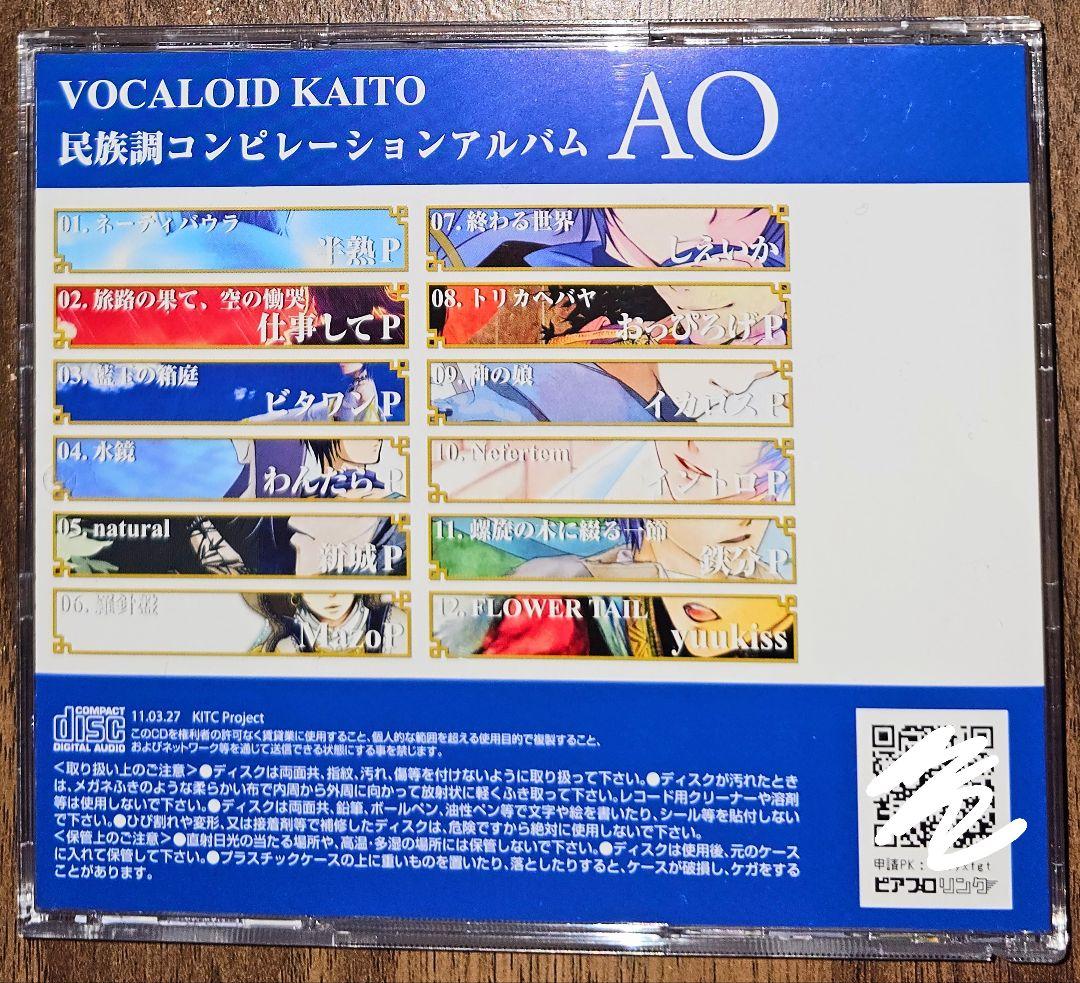 VOCALOID KAITO
民族調コンピレーションアルバム
AO
01. ネーディパウラ
半熟P
02. 旅路の果て、空の慟哭
仕事してP
03. 藍玉の箱庭
ビタワンP
04. 水鏡
わんだらP
05. natural
新城P
06. 羅針盤
MazoP
07. 終わる世界
しえいか
08. トリカヘバヤ
おっぴろげP
09. 神の娘
イカロスP
10. Nefertem
イントロP
11. 螺旋の木に綴る一節
鉄分P
12. FLOWER TAIL
yuukiss
COMPACT
disc
DIGITAL AUDIO
11.03.27 KITC Project
このCDを権利者の許可なく賃貸業に使用すること、個人的な範囲を超える使用目的で複製すること、
およびネットワーク等を通じて送信できる状態にする事を禁じます。
<取り扱い上のご注意>●ディスクは両面共、指紋、汚れ、傷等を付けないように取り扱って下さい。●ディスクが汚れたとき
は、メガネふきのような柔らかい布で内周から外周に向かって放射状に軽くふき取って下さい。レコード用クリーナーや溶剤
等は使用しないで下さい。●ディスクは両面共、鉛筆、ボールペン、油性ペン等で文字や絵を書いたり、シール等を貼付しない
で下さい。●ひび割れや変形、又は接着剤等で補修したディスクは、危険ですから絶対に使用しないで下さい。
<保管上のご注意>●直射日光の当たる場所や、高温・多湿の場所には保管しないで下さい。●ディスクは使用後、元のケース
に入れて保管して下さい。●プラスチックケースの上に重いものを置いたり、落としたりすると、ケースが破損し、ケガをする
ことがあります。
申請PK：
ピアプロリンク